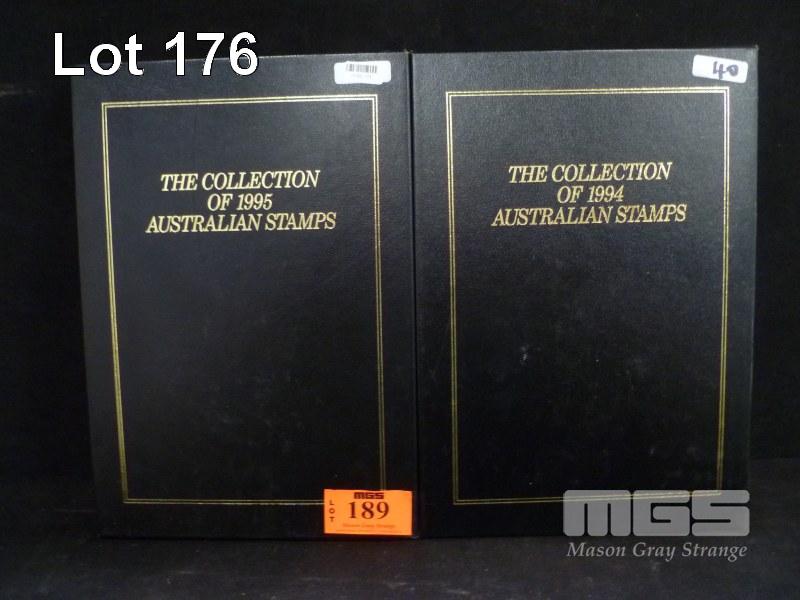 Lot 176
40
THE COLLECTION
OF 1995
AUSTRALIAN STAMPS
THE COLLECTION
OF 1994
AUSTRALIAN STAMPS
MGS
LOT
189
Mason Gray Strange
MGS
Mason Gray Strange